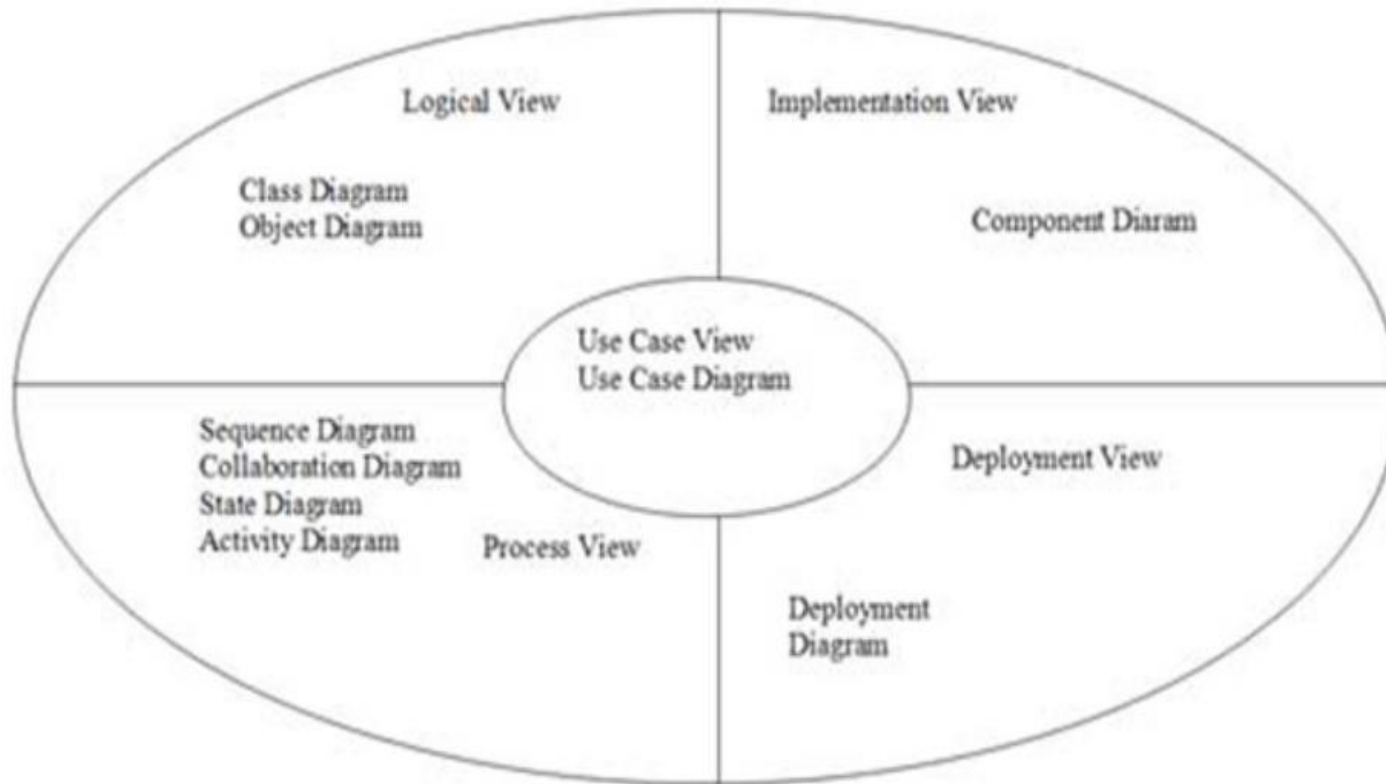 Logical View
Implementation View
Class Diagram
Object Diagram
Component Diaram
Use Case View
Use Case Diagram
Sequence Diagram
Collaboration Diagram
State Diagram
Activity Diagram
Process View
Deployment View
Deployment
Diagram